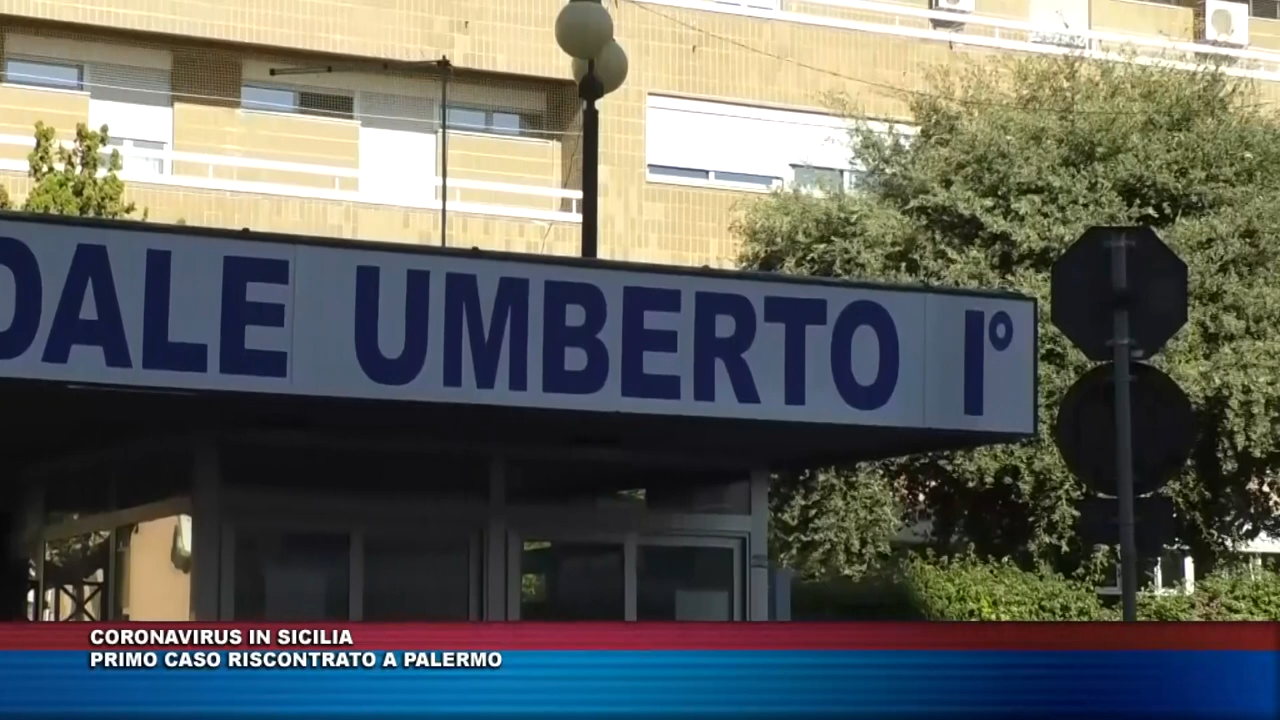 DALE UMBERTO I°
CORONAVIRUS IN SICILIA
PRIMO CASO RISCONTRATO A PALERMO